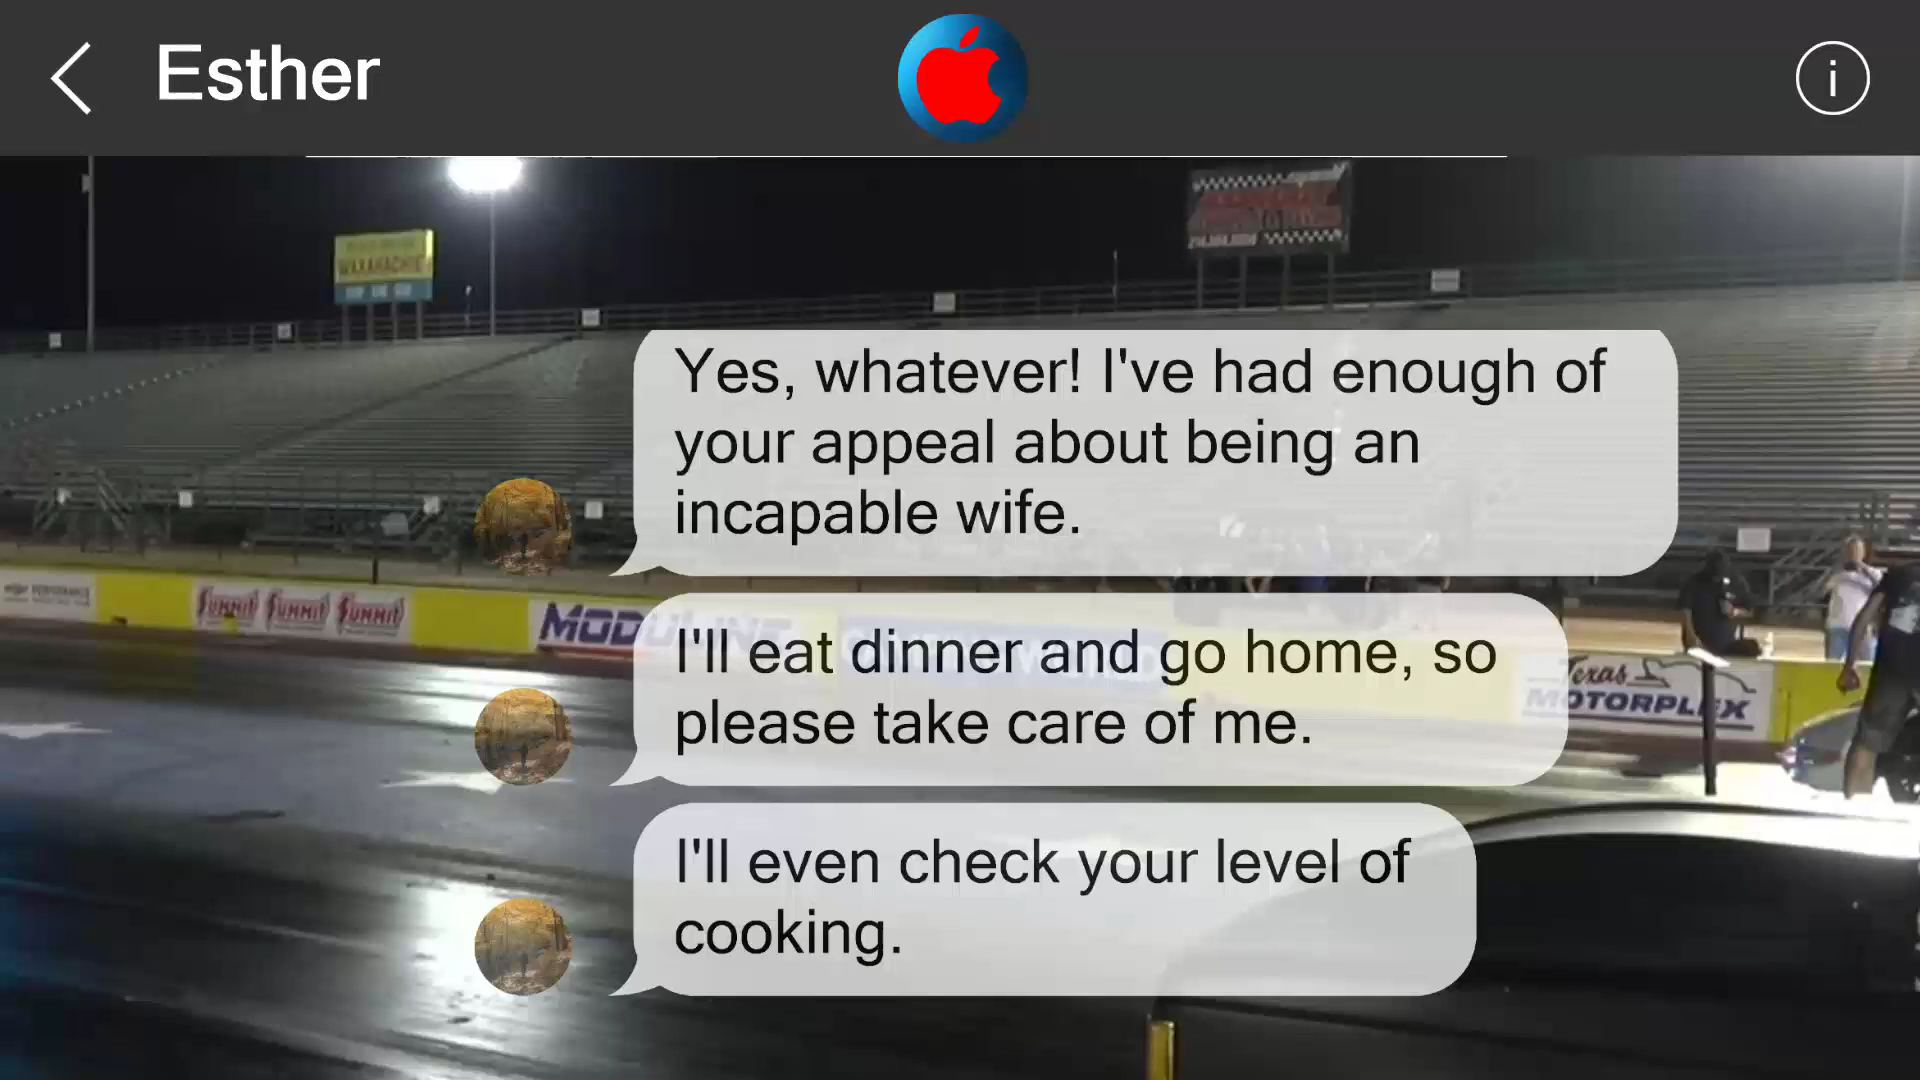 Esther
i
WAXAHACHIE
Yes, whatever! I've had enough of
your appeal about being an
incapable wife.
SUMMIT SUMMIT SUMMIT
I'll eat dinner and go home, so
please take care of me.
Texas
MOTORPLEX
I'll even check your level of
cooking.